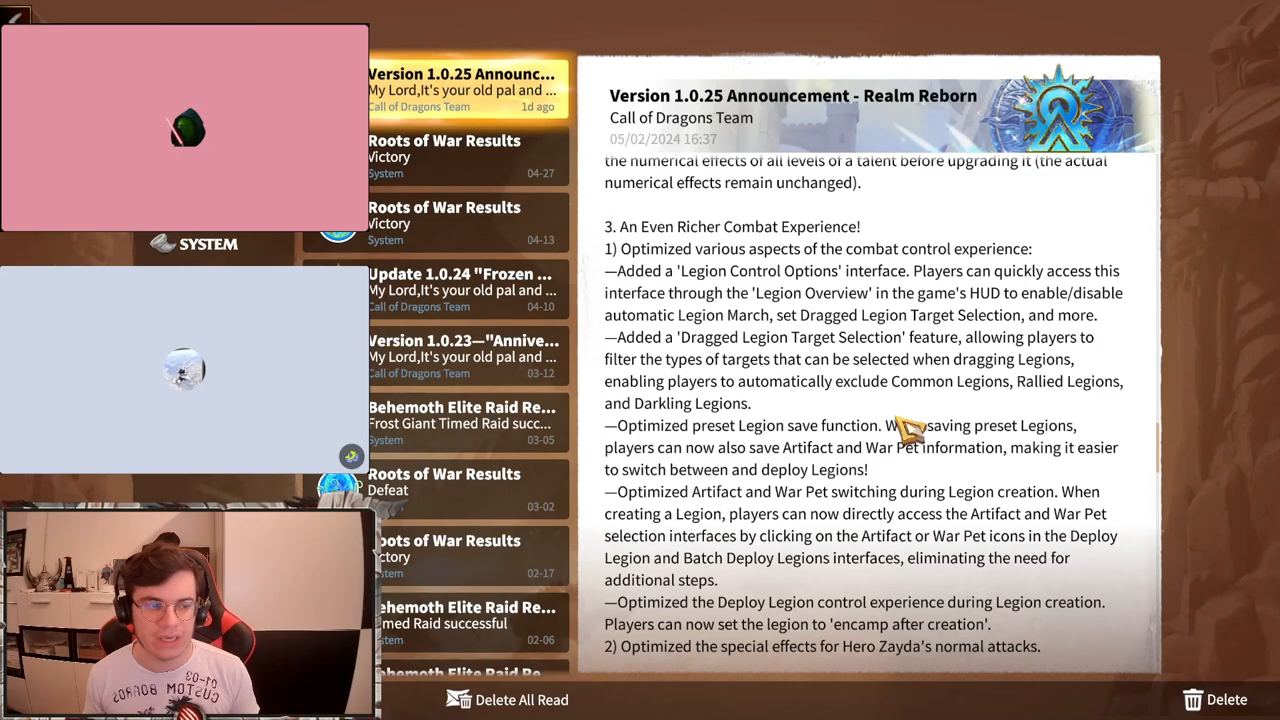 Version 1.0.25 Announc...
My Lord,It's your old pal and ...
Call of Dragons Team
1d ago
Roots of War Results
Victory
System
04-27
Roots of War Results
Victory
System
04-13
SYSTEM
Update 1.0.24 "Frozen ...
My Lord,It's your old pal and ...
Call of Dragons Team
04-10
Version 1.0.23—"Annive...
My Lord,It's your old pal and ...
Call of Dragons Team
03-12
Behemoth Elite Raid Re...
Frost Giant Timed Raid succ...
System
03-05
Roots of War Results
Defeat
03-02
oots of War Results
ctory
stem
02-17
ehemoth Elite Raid Re...
med Raid successful
stem
02-06
ehemoth Elite Raid Re...
Delete All Read
Version 1.0.25 Announcement - Realm Reborn
Call of Dragons Team
05/02/2024 16:37
the numerical effects of all levels of a talent before upgrading it (the actual
numerical effects remain unchanged).
3. An Even Richer Combat Experience!
1) Optimized various aspects of the combat control experience:
—Added a 'Legion Control Options' interface. Players can quickly access this
interface through the 'Legion Overview' in the game's HUD to enable/disable
automatic Legion March, set Dragged Legion Target Selection, and more.
—Added a 'Dragged Legion Target Selection' feature, allowing players to
filter the types of targets that can be selected when dragging Legions,
enabling players to automatically exclude Common Legions, Rallied Legions,
and Darkling Legions.
—Optimized preset Legion save function. W saving preset Legions,
players can now also save Artifact and War Pet information, making it easier
to switch between and deploy Legions!
—Optimized Artifact and War Pet switching during Legion creation. When
creating a Legion, players can now directly access the Artifact and War Pet
selection interfaces by clicking on the Artifact or War Pet icons in the Deploy
Legion and Batch Deploy Legions interfaces, eliminating the need for
additional steps.
—Optimized the Deploy Legion control experience during Legion creation.
Players can now set the legion to 'encamp after creation'.
2) Optimized the special effects for Hero Zayda's normal attacks.
Delete